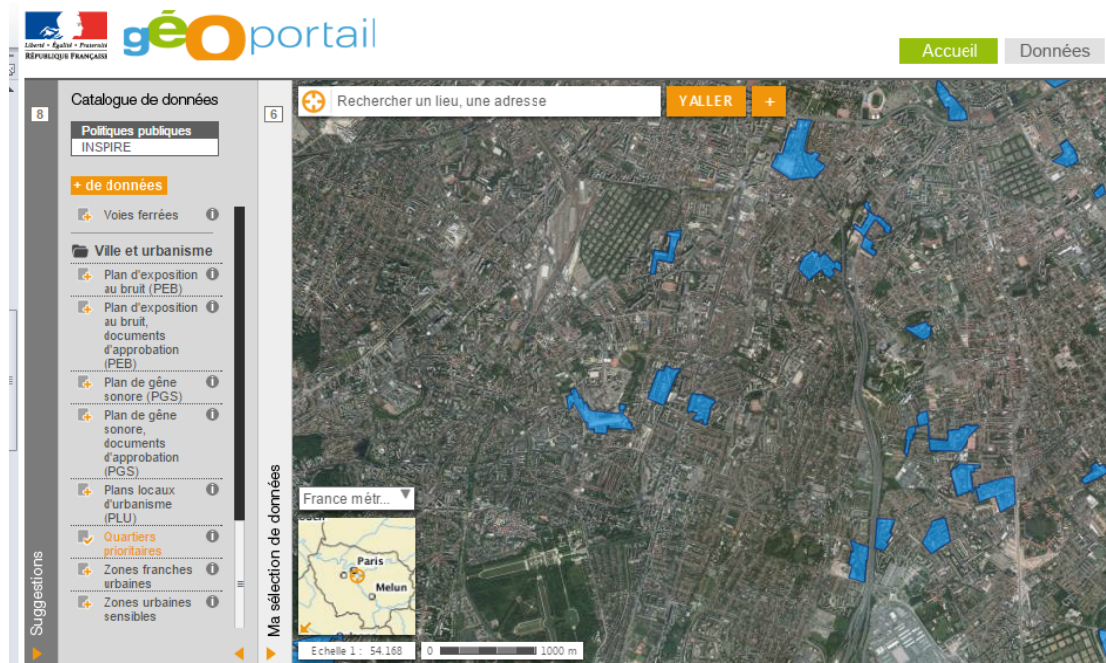 Liberté • Égalité • Fraternité
RÉPUBLIQUE FRANÇAISE
géoportail
Accueil
Données
8
Catalogue de données
Politiques publiques
INSPIRE
+ de données
Voies ferrées
Ville et urbanisme
Plan d'exposition
au bruit (PEB)
Plan d'exposition
au bruit,
documents
d'approbation
(PEB)
Plan de gêne
sonore (PGS)
Plan de gêne
sonore,
documents
d'approbation
(PGS)
Plans locaux
d'urbanisme
(PLU)
Quartiers
prioritaires
Zones franches
urbaines
Zones urbaines
sensibles
Suggestions
6
Ma sélection de données
Rechercher un lieu, une adresse
Y ALLER
+
France métr...
Paris
Melun
Echelle 1 : 54.168
0
1000 m